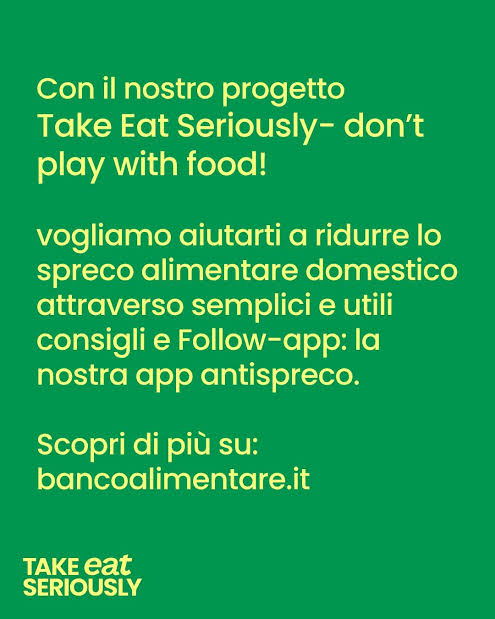 Con il nostro progetto
Take Eat Seriously- don't
play with food!
vogliamo aiutarti a ridurre lo
spreco alimentare domestico
attraverso semplici e utili
consigli e Follow-app: la
nostra app antispreco.
Scopri di più su:
bancoalimentare.it
TAKE eat
SERIOUSLY